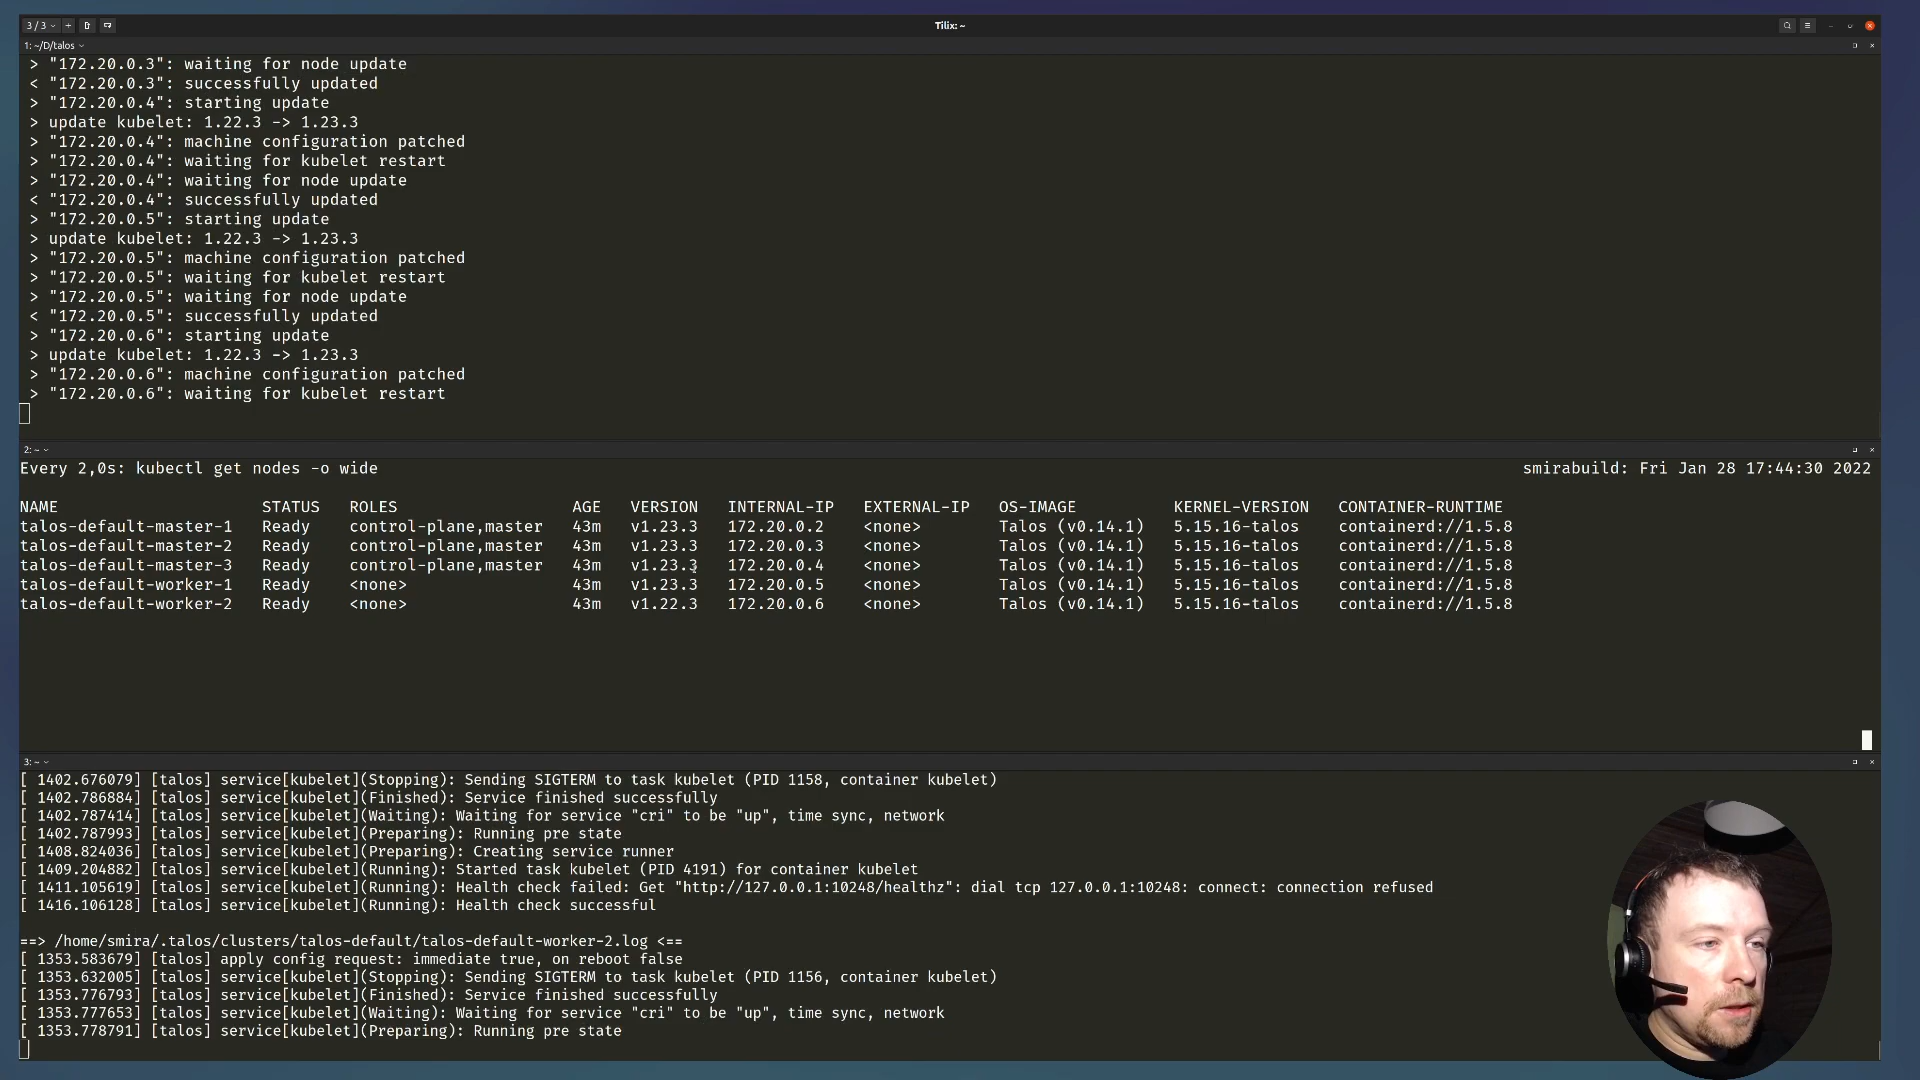 3 / 3
Tilix: ~
1: ~/D/talos
> "172.20.0.3": waiting for node update
< "172.20.0.3": successfully updated
> "172.20.0.4": starting update
> update kubelet: 1.22.3 -> 1.23.3
> "172.20.0.4": machine configuration patched
> "172.20.0.4": waiting for kubelet restart
> "172.20.0.4": waiting for node update
< "172.20.0.4": successfully updated
> "172.20.0.5": starting update
> update kubelet: 1.22.3 -> 1.23.3
> "172.20.0.5": machine configuration patched
> "172.20.0.5": waiting for kubelet restart
> "172.20.0.5": waiting for node update
< "172.20.0.5": successfully updated
> "172.20.0.6": starting update
> update kubelet: 1.22.3 -> 1.23.3
> "172.20.0.6": machine configuration patched
> "172.20.0.6": waiting for kubelet restart
2: ~
Every 2,0s: kubectl get nodes -o wide smirabuild: Fri Jan 28 17:44:30 2022
NAME STATUS ROLES AGE VERSION INTERNAL-IP EXTERNAL-IP OS-IMAGE KERNEL-VERSION CONTAINER-RUNTIME
talos-default-master-1 Ready control-plane,master 43m v1.23.3 172.20.0.2 <none> Talos (v0.14.1) 5.15.16-talos containerd://1.5.8
talos-default-master-2 Ready control-plane,master 43m v1.23.3 172.20.0.3 <none> Talos (v0.14.1) 5.15.16-talos containerd://1.5.8
talos-default-master-3 Ready control-plane,master 43m v1.23.3 172.20.0.4 <none> Talos (v0.14.1) 5.15.16-talos containerd://1.5.8
talos-default-worker-1 Ready <none> 43m v1.23.3 172.20.0.5 <none> Talos (v0.14.1) 5.15.16-talos containerd://1.5.8
talos-default-worker-2 Ready <none> 43m v1.22.3 172.20.0.6 <none> Talos (v0.14.1) 5.15.16-talos containerd://1.5.8
3: ~
[ 1402.676079] [talos] service[kubelet](Stopping): Sending SIGTERM to task kubelet (PID 1158, container kubelet)
[ 1402.786884] [talos] service[kubelet](Finished): Service finished successfully
[ 1402.787414] [talos] service[kubelet](Waiting): Waiting for service "cri" to be "up", time sync, network
[ 1402.787993] [talos] service[kubelet](Preparing): Running pre state
[ 1408.824036] [talos] service[kubelet](Preparing): Creating service runner
[ 1409.204882] [talos] service[kubelet](Running): Started task kubelet (PID 4191) for container kubelet
[ 1411.105619] [talos] service[kubelet](Running): Health check failed: Get "http://127.0.0.1:10248/healthz": dial tcp 127.0.0.1:10248: connect: connection refused
[ 1416.106128] [talos] service[kubelet](Running): Health check successful
==> /home/smira/.talos/clusters/talos-default/talos-default-worker-2.log <==
[ 1353.583679] [talos] apply config request: immediate true, on reboot false
[ 1353.632005] [talos] service[kubelet](Stopping): Sending SIGTERM to task kubelet (PID 1156, container kubelet)
[ 1353.776793] [talos] service[kubelet](Finished): Service finished successfully
[ 1353.777653] [talos] service[kubelet](Waiting): Waiting for service "cri" to be "up", time sync, network
[ 1353.778791] [talos] service[kubelet](Preparing): Running pre state